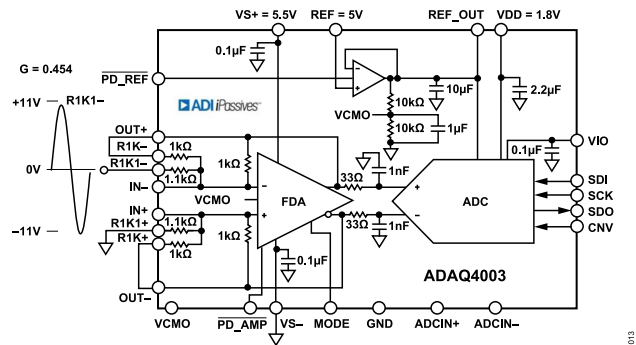 VS+ = 5.5V
REF = 5V
REF_OUT
VDD = 1.8V
0.1µF
G = 0.454
PD_REF
+11V
R1K1–
0V
–11V
ADI iPassives™
10kΩ
10µF
2.2µF
VCMO
10kΩ
1µF
VIO
0.1µF
OUT+
R1K–
1kΩ
R1K1–
1.1kΩ
IN–
1kΩ
VCMO
FDA
33Ω
1nF
ADC
SDI
SCK
SDO
CNV
IN+
R1K1+
1.1kΩ
R1K+
1kΩ
1kΩ
33Ω
1nF
0.1µF
OUT–
ADAQ4003
VCMO
PD_AMP
VS–
MODE
GND
ADCIN+
ADCIN–
013